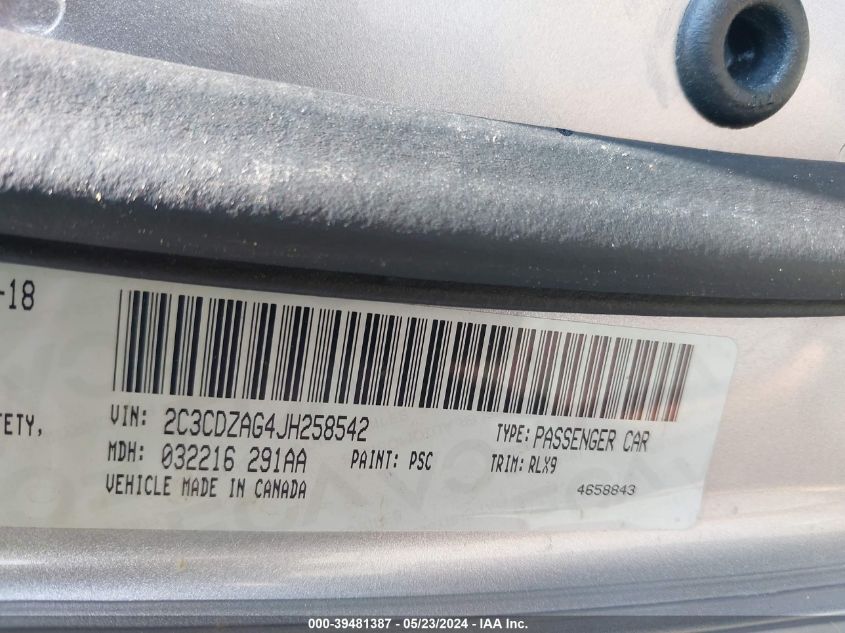 -18
ETY,
VIN: 2C3CDZAG4JH258542
TYPE: PASSENGER CAR
MDH: 032216 291AA
PAINT: PSC
TRIM: RLX9
VEHICLE MADE IN CANADA
4658843
000-39481387 - 05/23/2024 - IAA Inc.